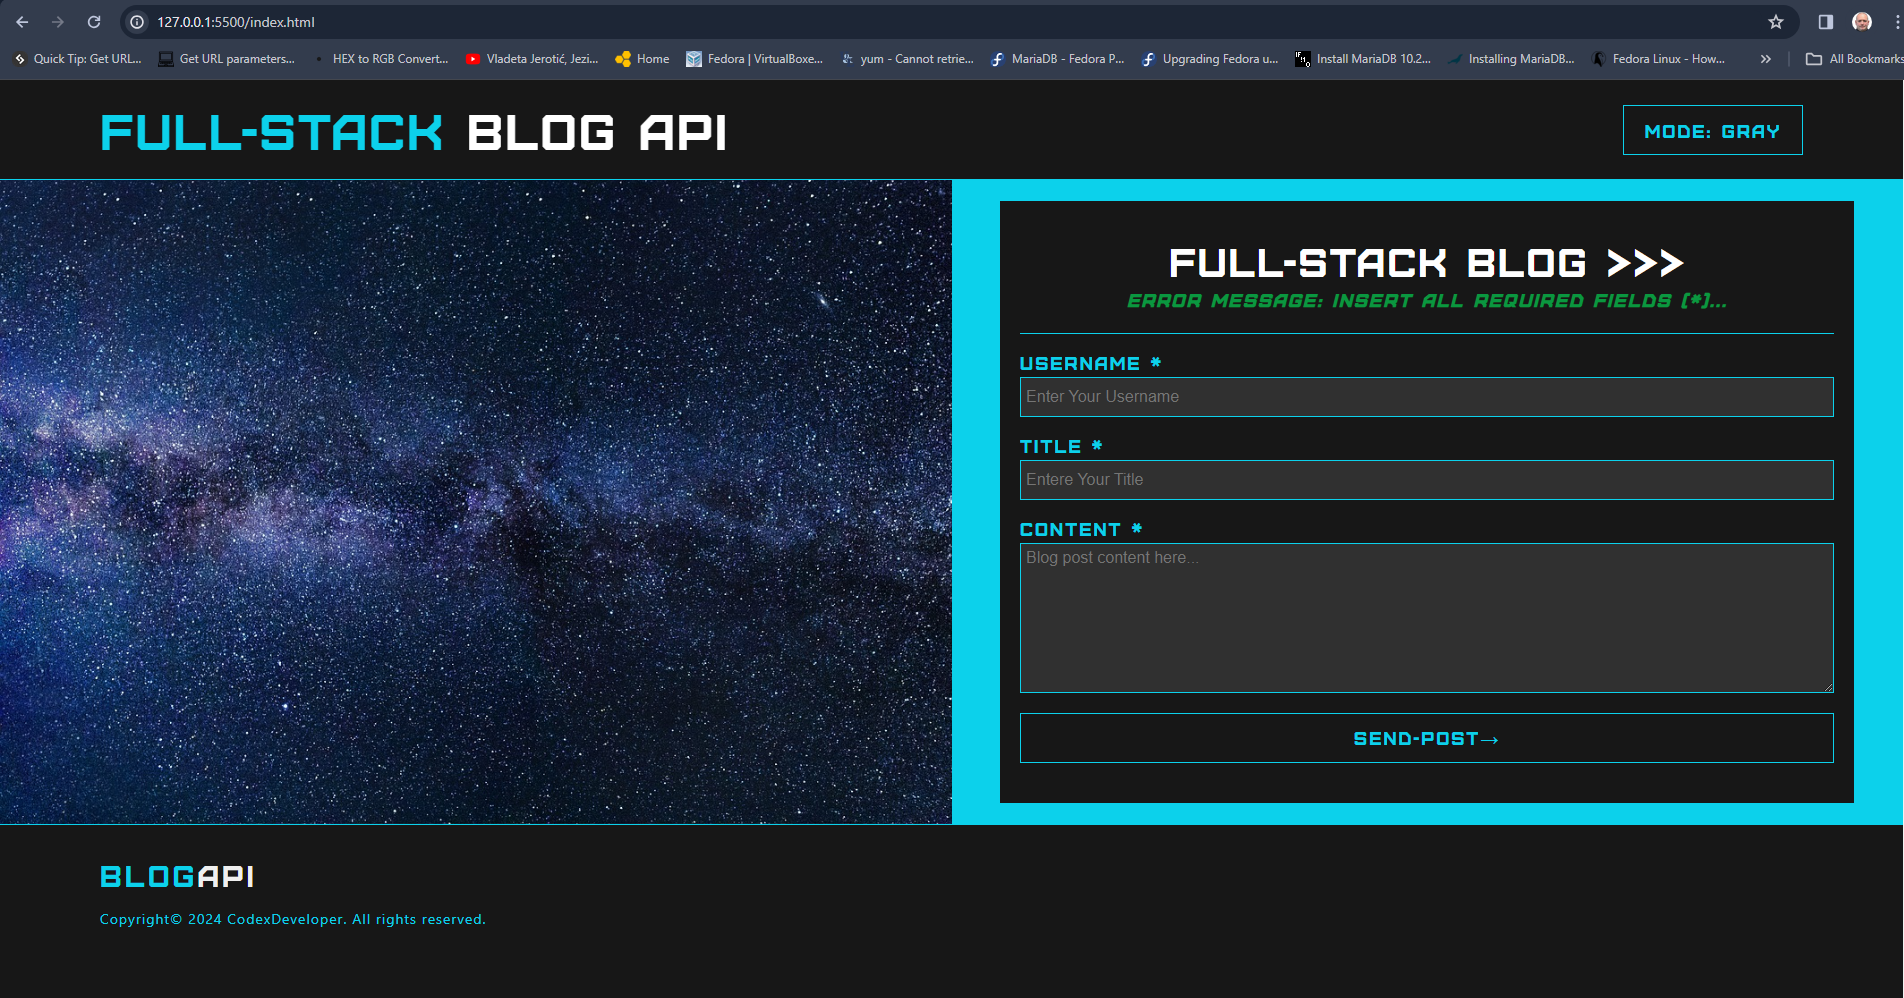 127.0.0.1:5500/index.html
Quick Tip: Get URL... Get URL parameters... HEX to RGB Convert... Vladeta Jerotić, Jezi... Home Fedora | VirtualBoxe... yum - Cannot retrie... MariaDB - Fedora P... Upgrading Fedora u... Install MariaDB 10.2... Installing MariaDB... Fedora Linux - How... » All Bookmarks
FULL-STACK BLOG API
MODE: GRAY
FULL-STACK BLOG >>>
ERROR MESSAGE: INSERT ALL REQUIRED FIELDS (*)...
USERNAME *
Enter Your Username
TITLE *
Entere Your Title
CONTENT *
Blog post content here...
SEND-POST→
BLOGAPI
Copyright© 2024 CodexDeveloper. All rights reserved.